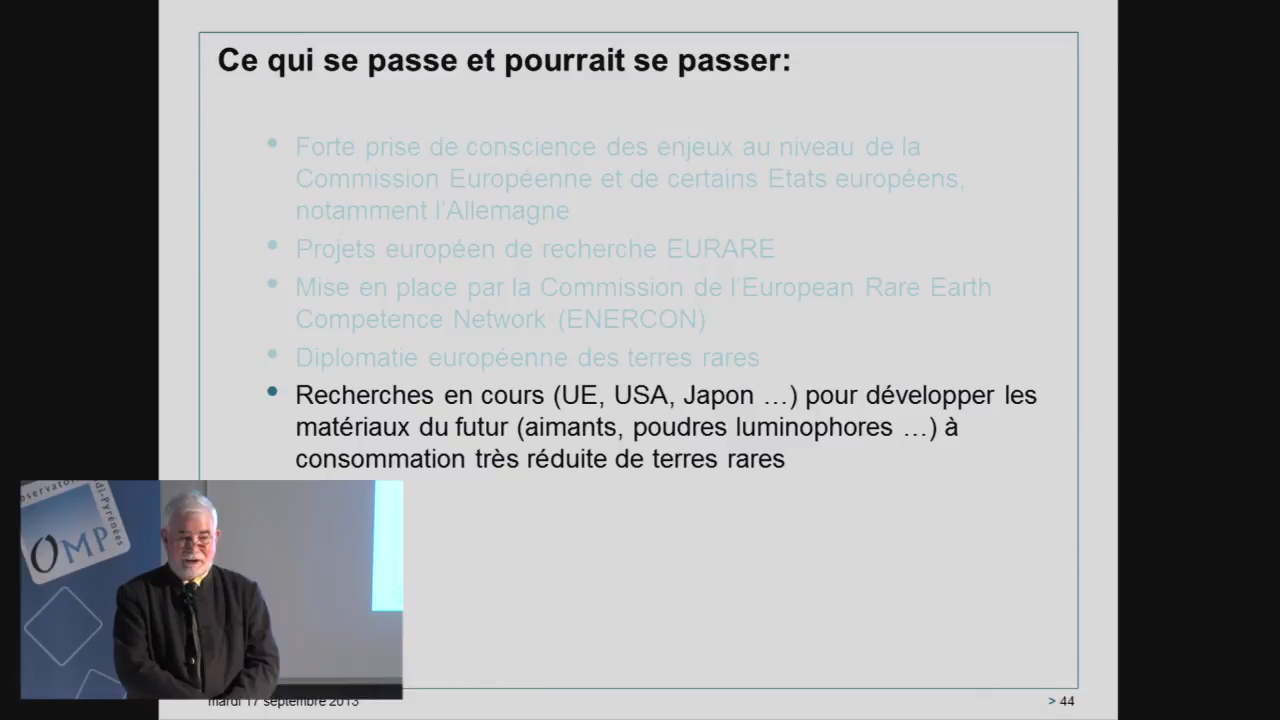 Ce qui se passe et pourrait se passer:
• Forte prise de conscience des enjeux au niveau de la
Commission Européenne et de certains Etats européens,
notamment l'Allemagne
• Projets européen de recherche EURARE
• Mise en place par la Commission de l'European Rare Earth
Competence Network (ENERCON)
• Diplomatie européenne des terres rares
• Recherches en cours (UE, USA, Japon …) pour développer les
matériaux du futur (aimants, poudres luminophores …) à
consommation très réduite de terres rares
OMP
mardi 17 septembre 2013
> 44